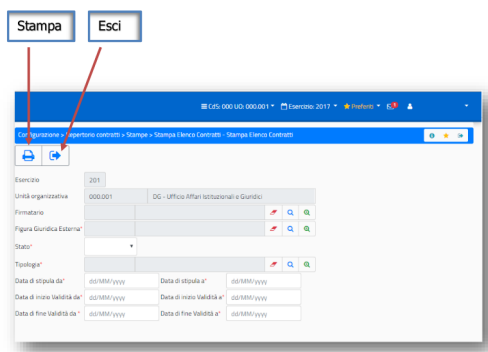 Stampa Esci
CdS: 000 UO: 000.001 Esercizio: 2017 Preferiti
Configurazione > Repertorio contratti > Stampe > Stampa Elenco Contratti - Stampa Elenco Contratti
Esercizio 201
Unità organizzativa 000.001 DG - Ufficio Affari Istituzionali e Giuridici
Firmatario
Figura Giuridica Esterna*
Stato*
Tipologia*
Data di stipula da* dd/MM/yyyy Data di stipula a* dd/MM/yyyy
Data di inizio Validità da* dd/MM/yyyy Data di inizio Validità a* dd/MM/yyyy
Data di fine Validità da * dd/MM/yyyy Data di fine Validità a* dd/MM/yyyy